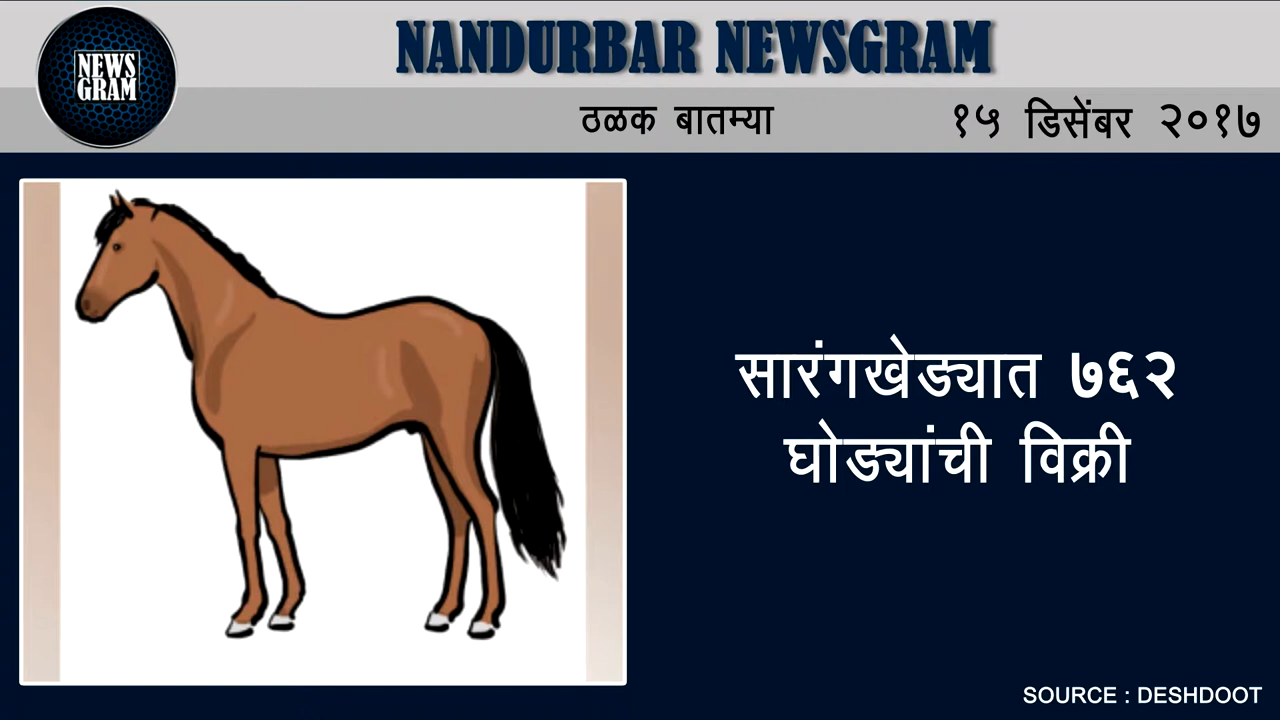 NEWS
GRAM
NANDURBAR NEWSGRAM
ठळक बातम्या
१५ डिसेंबर २०१७
सारंगखेड्यात ७६२
घोड्यांची विक्री
SOURCE : DESHDOOT